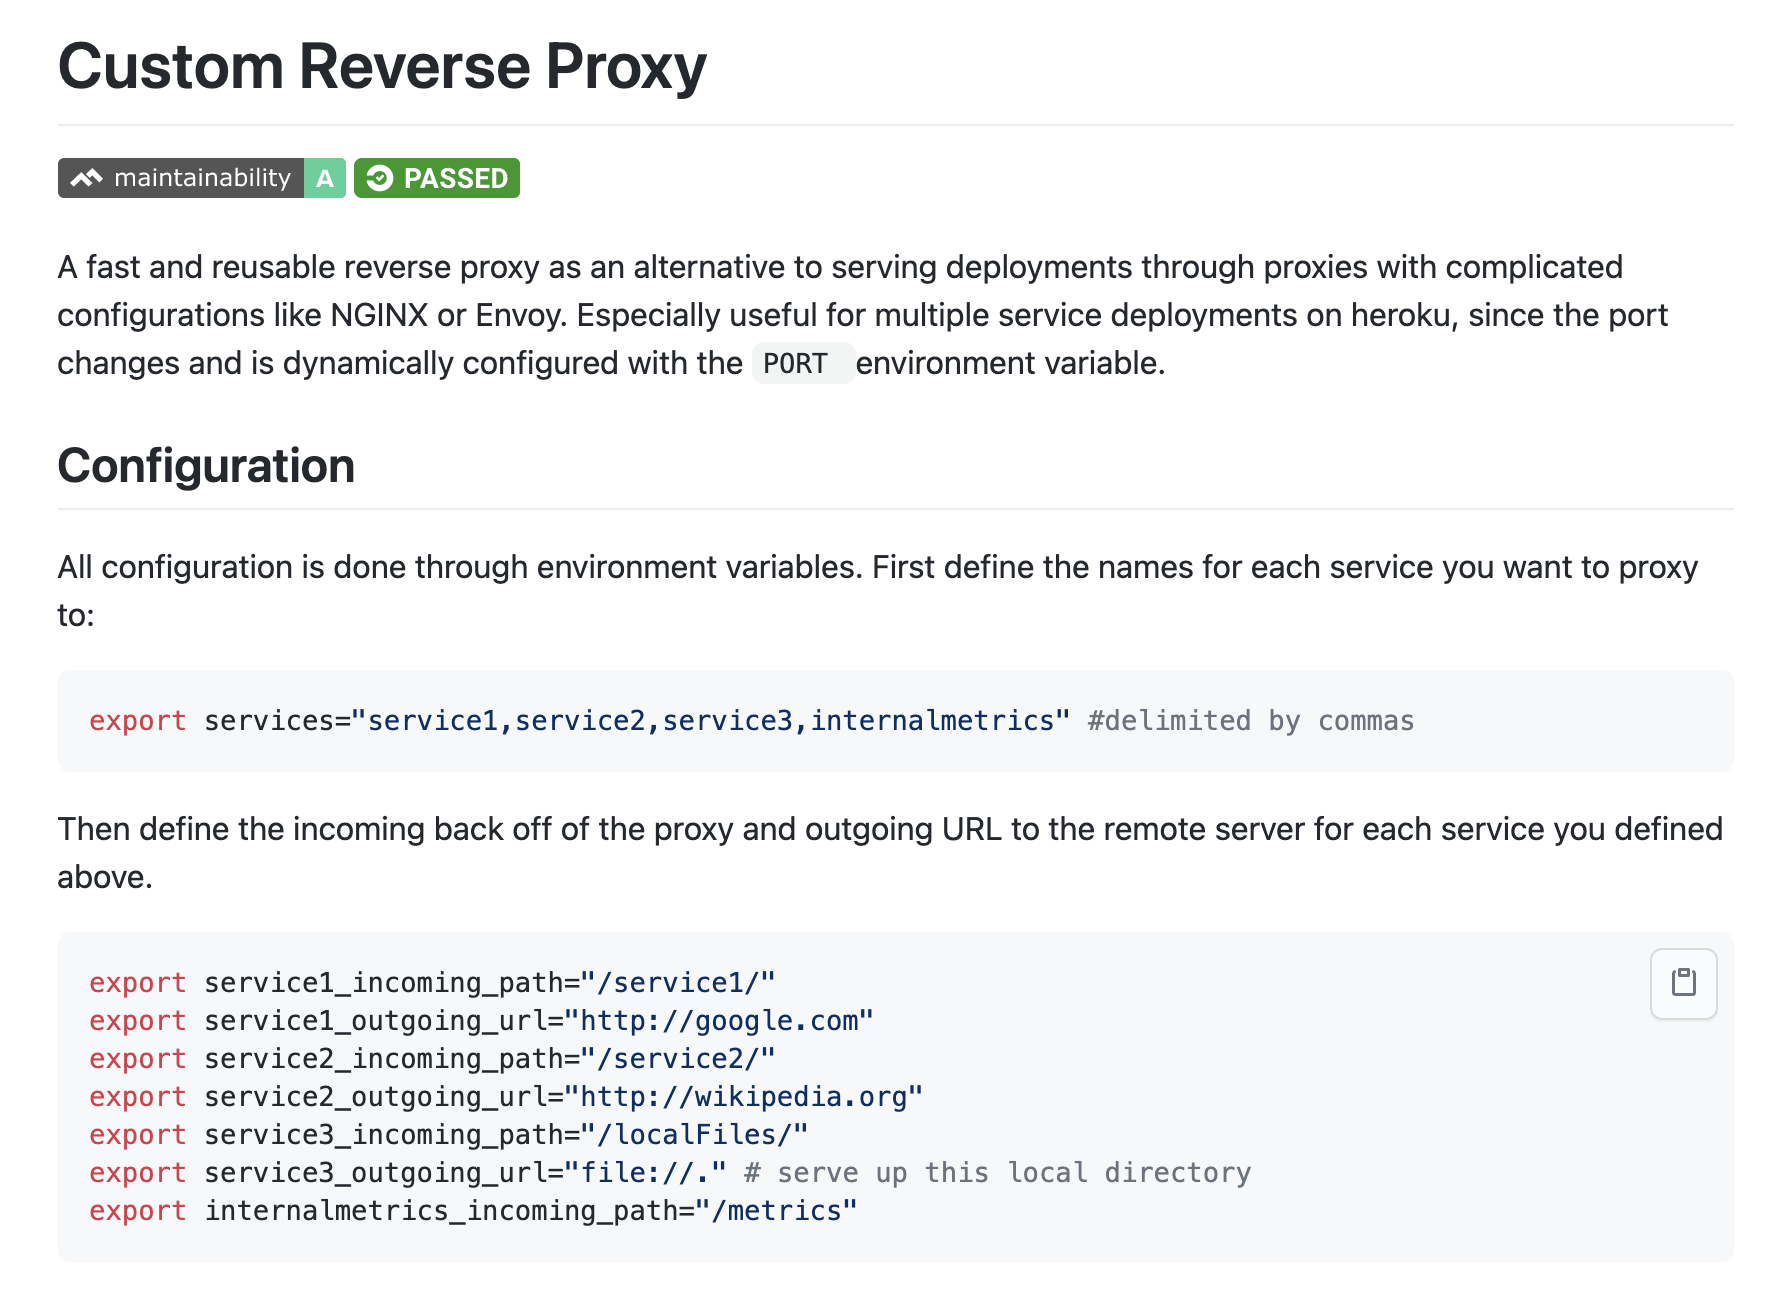 Custom Reverse Proxy
maintainability A PASSED
A fast and reusable reverse proxy as an alternative to serving deployments through proxies with complicated
configurations like NGINX or Envoy. Especially useful for multiple service deployments on heroku, since the port
changes and is dynamically configured with the PORT environment variable.
Configuration
All configuration is done through environment variables. First define the names for each service you want to proxy
to:
export services="service1,service2,service3,internalmetrics" #delimited by commas
Then define the incoming back off of the proxy and outgoing URL to the remote server for each service you defined
above.
export service1_incoming_path="/service1/"
export service1_outgoing_url="http://google.com"
export service2_incoming_path="/service2/"
export service2_outgoing_url="http://wikipedia.org"
export service3_incoming_path="/localFiles/"
export service3_outgoing_url="file://." # serve up this local directory
export internalmetrics_incoming_path="/metrics"